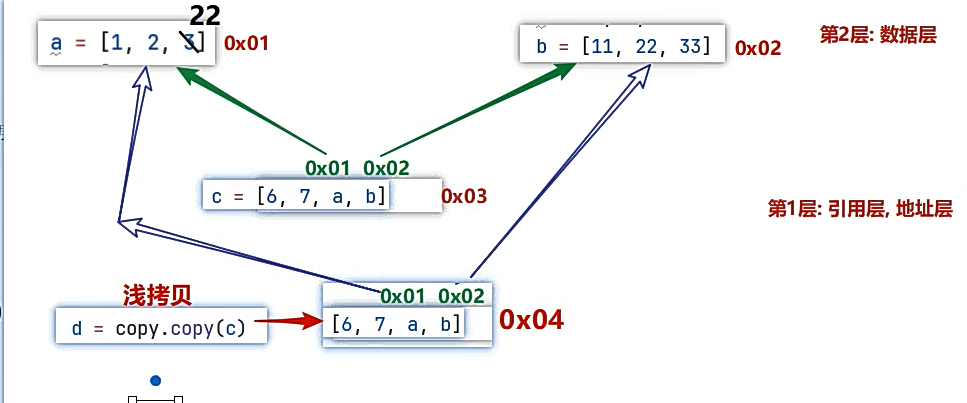 22
a = [1, 2, 3] 0x01
b = [11, 22, 33] 0x02
第2层: 数据层
0x01 0x02
c = [6, 7, a, b] 0x03
第1层: 引用层, 地址层
浅拷贝
0x01 0x02
d = copy.copy(c)
[6, 7, a, b] 0x04